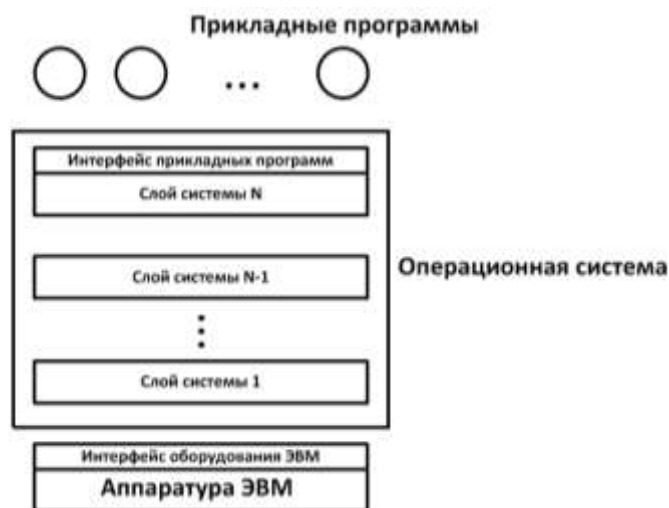 Прикладные программы
...
Интерфейс прикладных программ
Слой системы N
Слой системы N-1
Операционная система
Слой системы 1
Интерфейс оборудования ЭВМ
Аппаратура ЭВМ